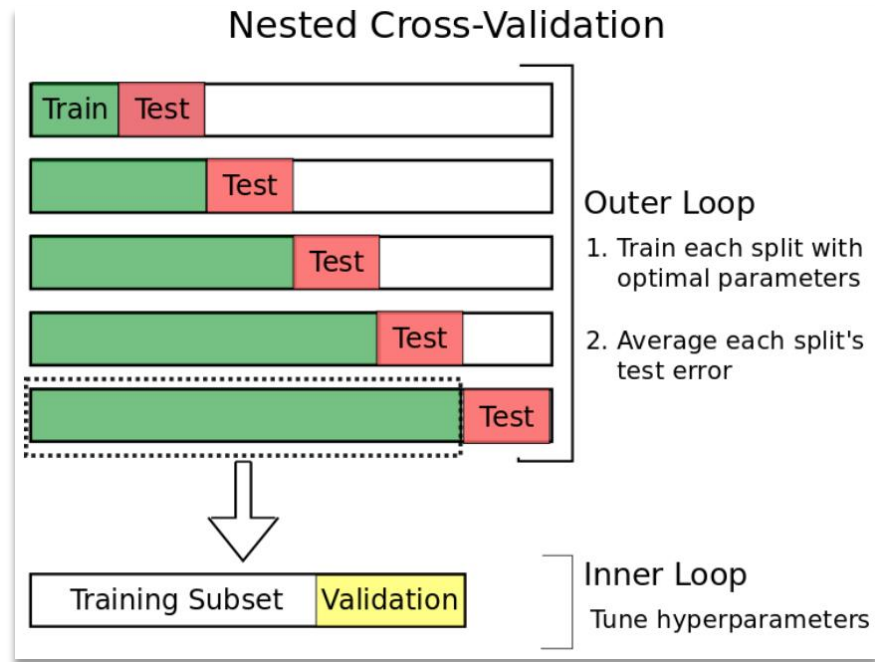 Nested Cross-Validation
Train Test
Test
Test
Test
Test
Outer Loop
1. Train each split with
optimal parameters
2. Average each split's
test error
Training Subset Validation
Inner Loop
Tune hyperparameters